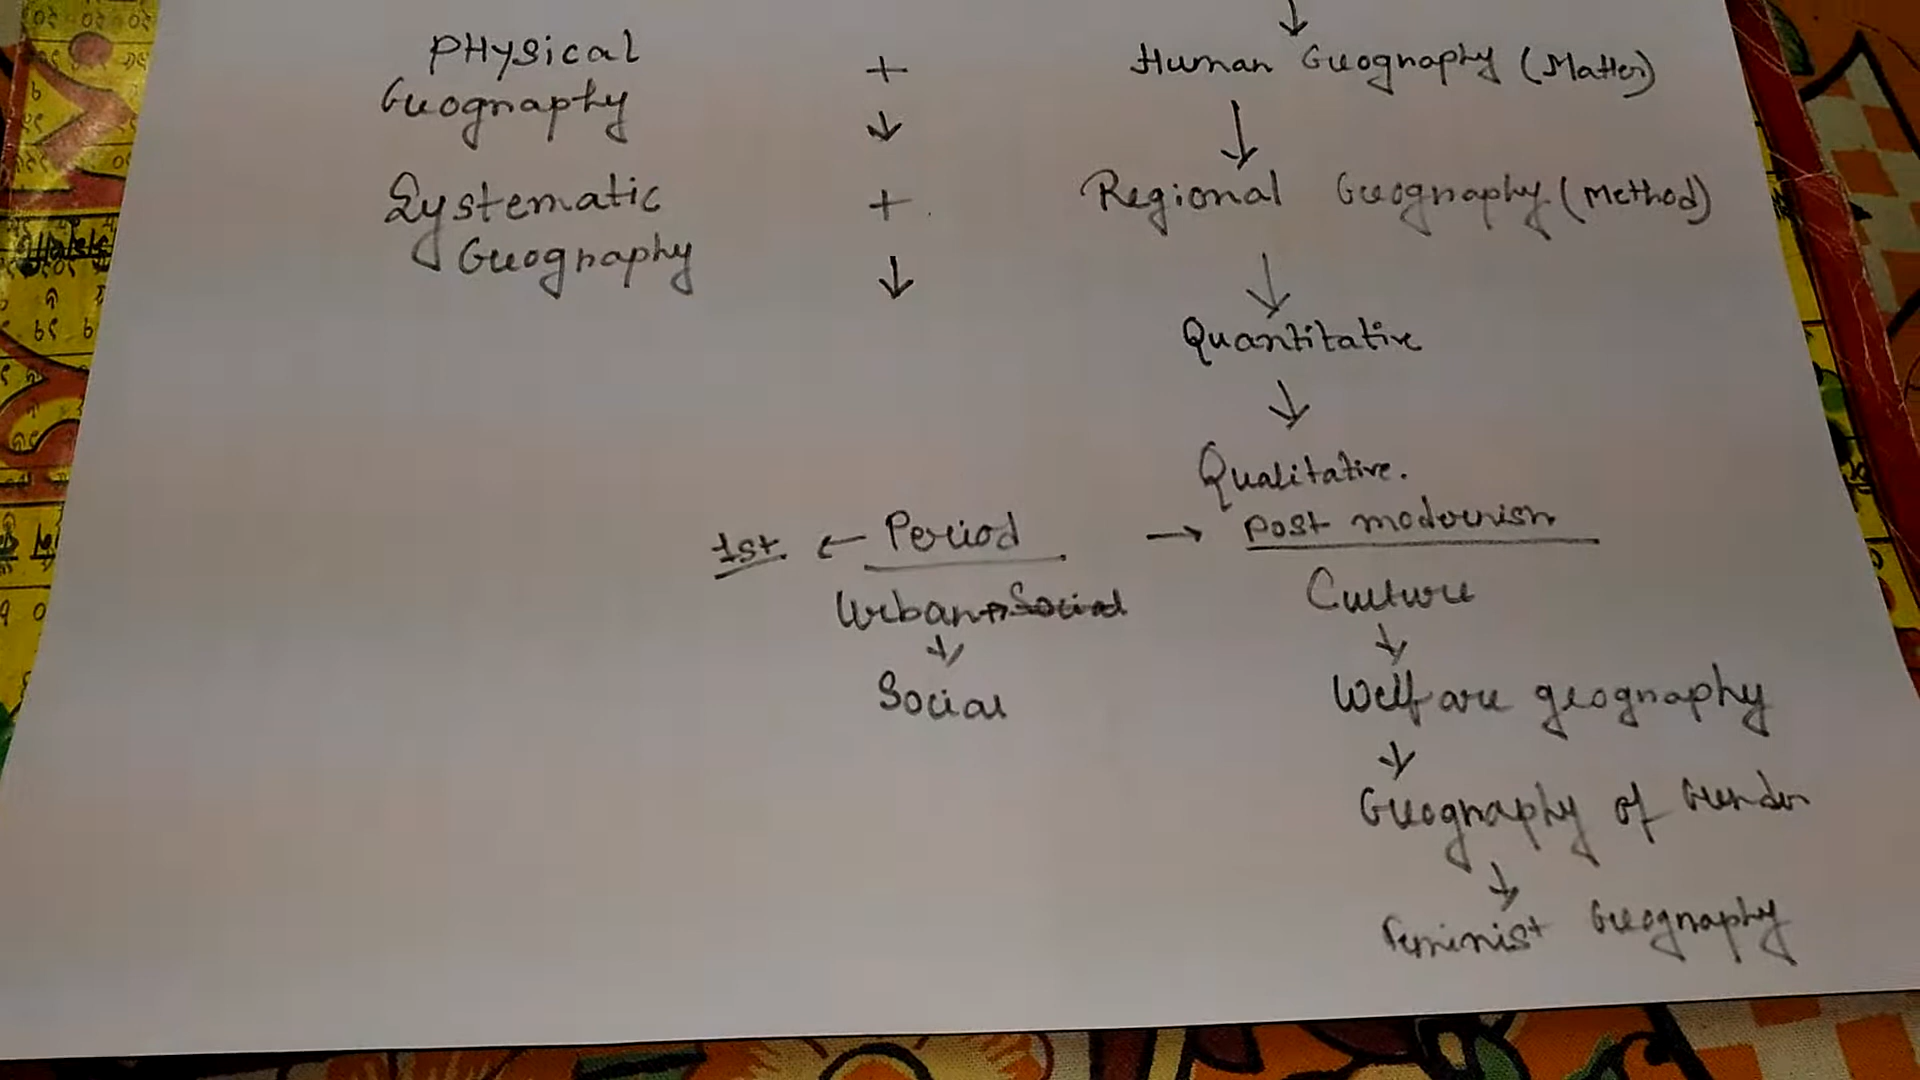 PHysical
Geography
+
↓
↓
Human Geography (Matter)
↓
Systematic
Geography
+
↓
Regional Geography (Method)
↓
Quantitative
↓
Qualitative.
1st. ← Period → Post modernism
Urban
↓
Social
Culture
↓
Welfare geography
↓
Geography of Gender
↓
Feminist Geography